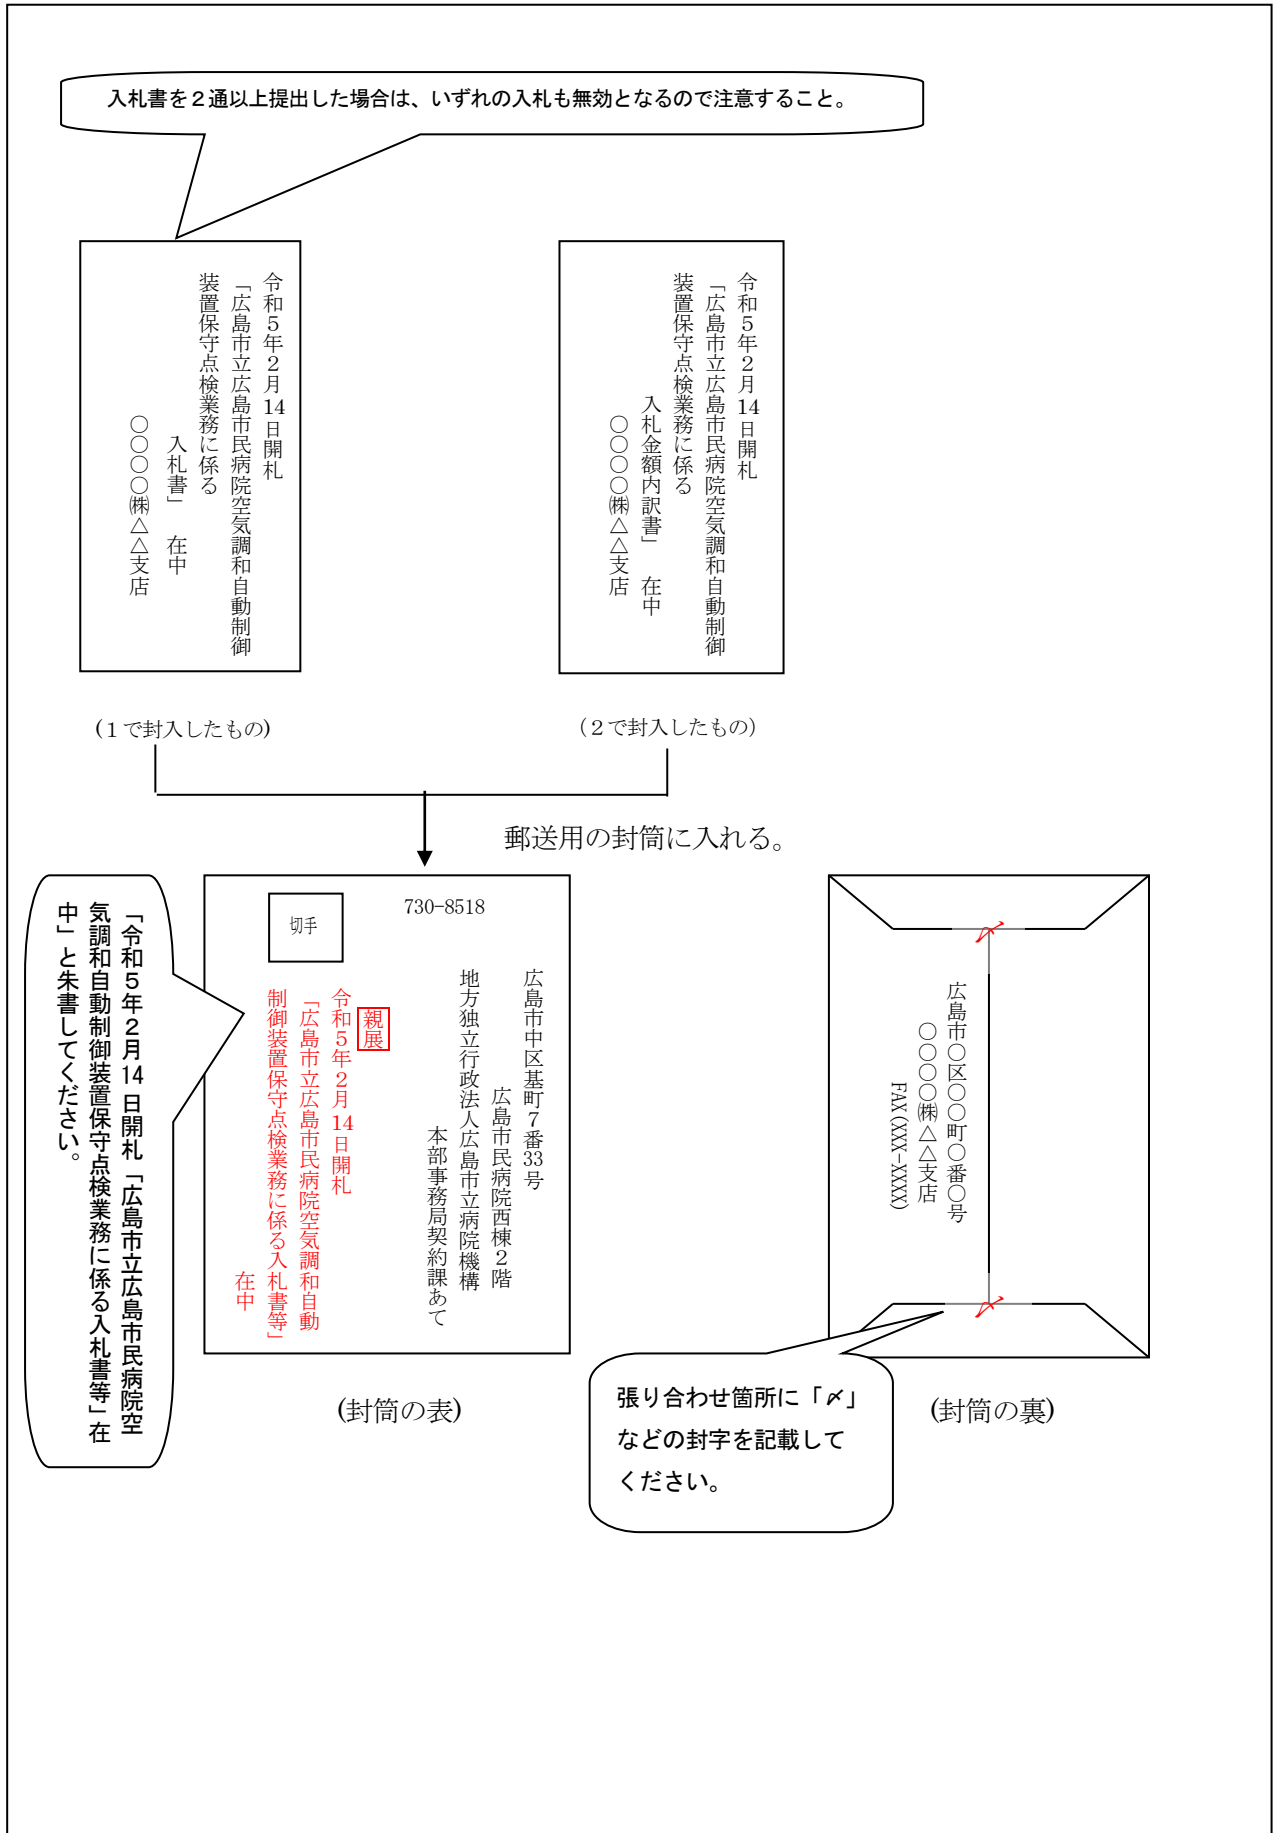 入札書を２通以上提出した場合は、いずれの入札も無効となるので注意すること。
令和５年２月14日開札
「広島市立広島市民病院空気調和自動制御
装置保守点検業務に係る
入札書」　在中
〇〇〇〇㈱△△支店
令和５年２月14日開札
「広島市立広島市民病院空気調和自動制御
装置保守点検業務に係る
入札金額内訳書」　在中
〇〇〇〇㈱△△支店
(１で封入したもの)
（２で封入したもの）
郵送用の封筒に入れる。
「令和５年２月14日開札「広島市立広島市民病院空
気調和自動制御装置保守点検業務に係る入札書等」在
中」と朱書してください。
切手
730-8518
広島市中区基町７番33号
広島市民病院西棟２階
地方独立行政法人広島市立病院機構
本部事務局契約課あて
親展
令和５年２月14日開札
「広島市立広島市民病院空気調和自動
制御装置保守点検業務に係る入札書等」
在中
(封筒の表)
〆
広島市〇区〇〇町〇番〇号
〇〇〇〇㈱△△支店
FAX(XXX-XXXX)
〆
張り合わせ箇所に「〆」
などの封字を記載して
ください。
(封筒の裏)